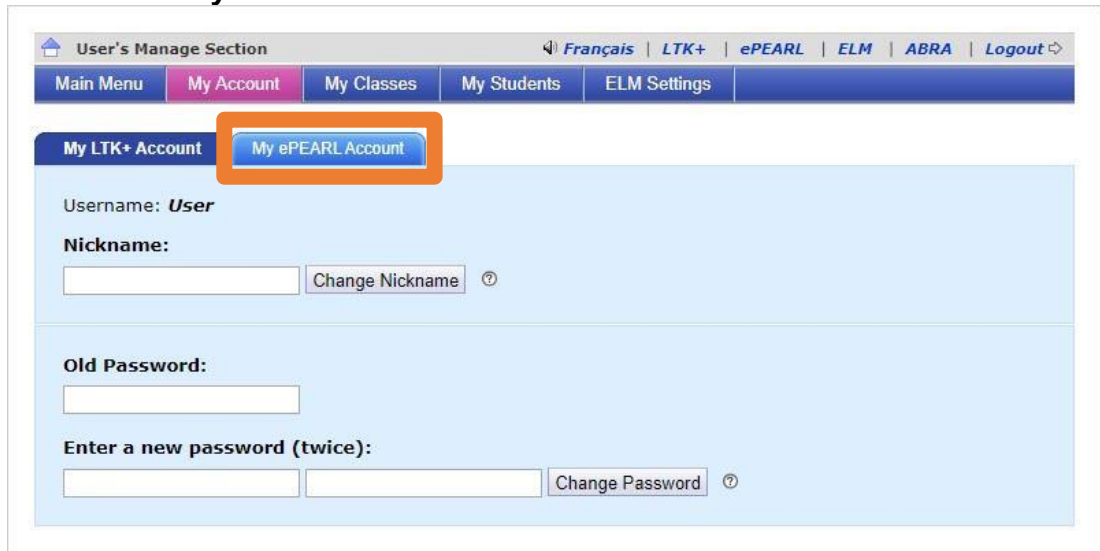 User's Manage Section Français | LTK+ | ePEARL | ELM | ABRA | Logout
Main Menu My Account My Classes My Students ELM Settings
My LTK+ Account My ePEARL Account
Username: User
Nickname:
Change Nickname ?
Old Password:
Enter a new password (twice):
Change Password ?